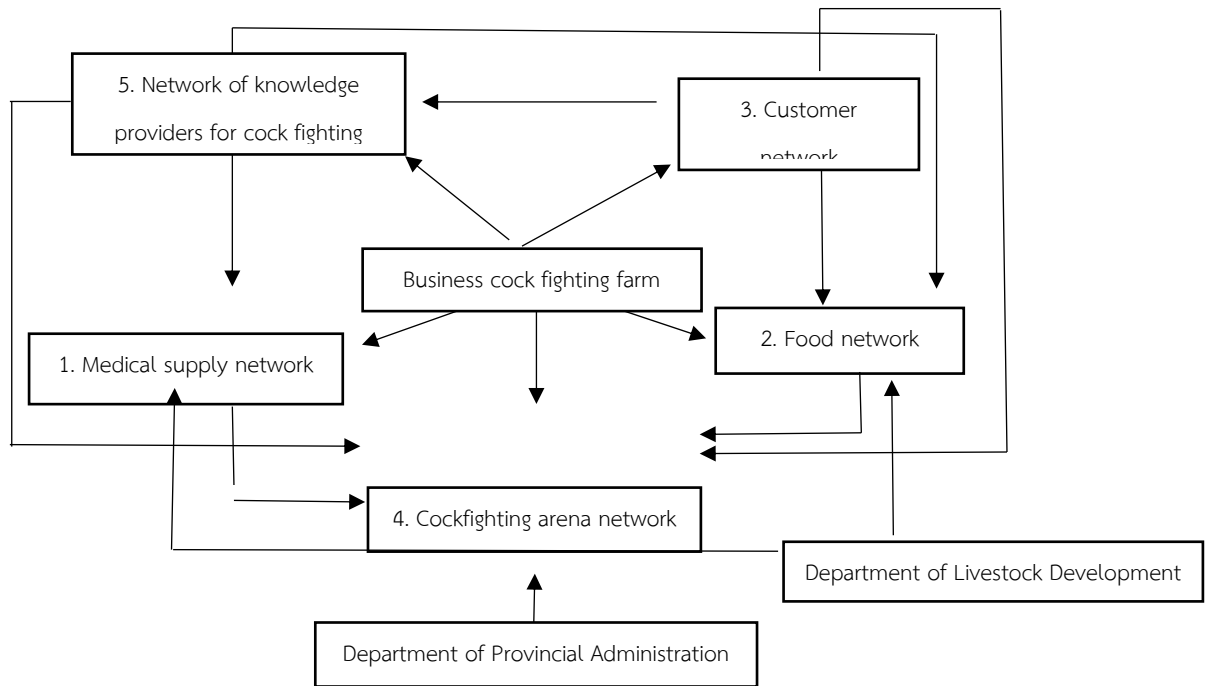 5. Network of knowledge
providers for cock fighting
3. Customer
network
Business cock fighting farm
2. Food network
1. Medical supply network
4. Cockfighting arena network
Department of Livestock Development
Department of Provincial Administration